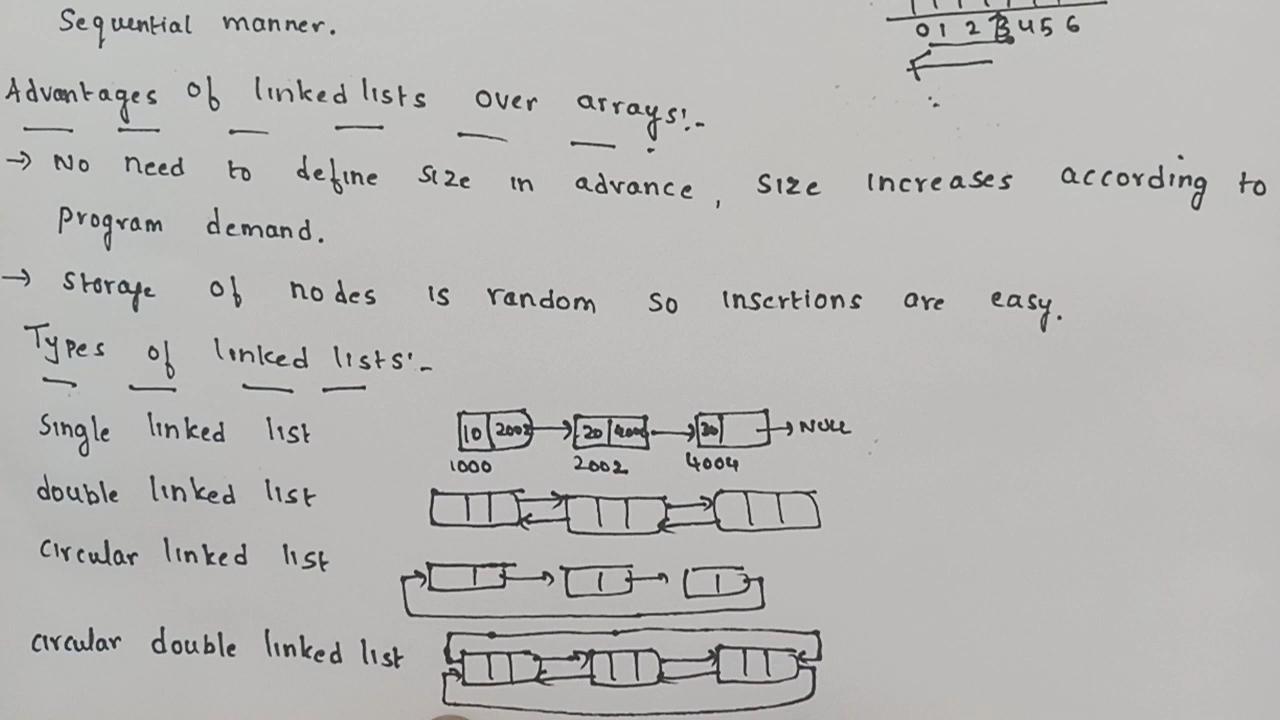 Sequential manner.
0 1 2 3 4 5 6
Advantages of linked lists over arrays:-
→ No need to define size in advance, size increases according to
program demand.
→ Storage of nodes is random so insertions are easy.
Types of linked lists:-
Single linked list
10 2002 → 20 4004 → 30 → NULL
1000 2002 4004
double linked list
circular linked list
circular double linked list